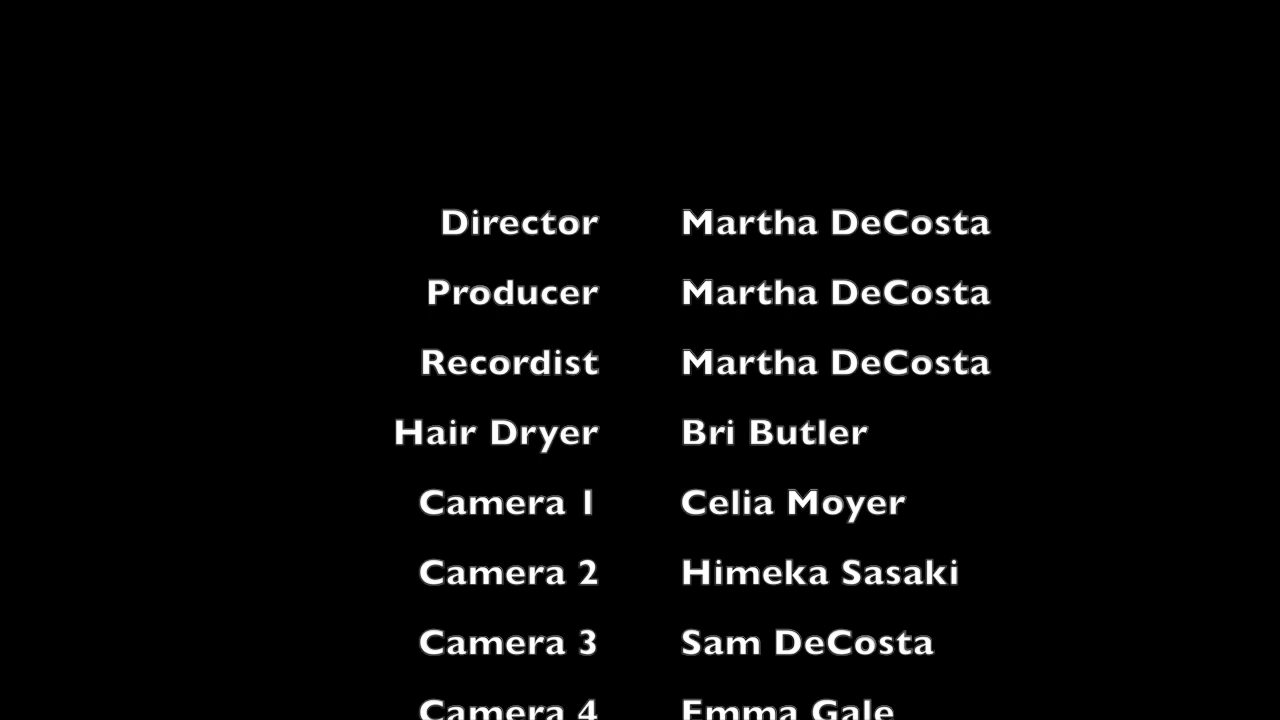 Director Martha DeCosta
Producer Martha DeCosta
Recordist Martha DeCosta
Hair Dryer Bri Butler
Camera 1 Celia Moyer
Camera 2 Himeka Sasaki
Camera 3 Sam DeCosta
Camera 4 Emma Gale